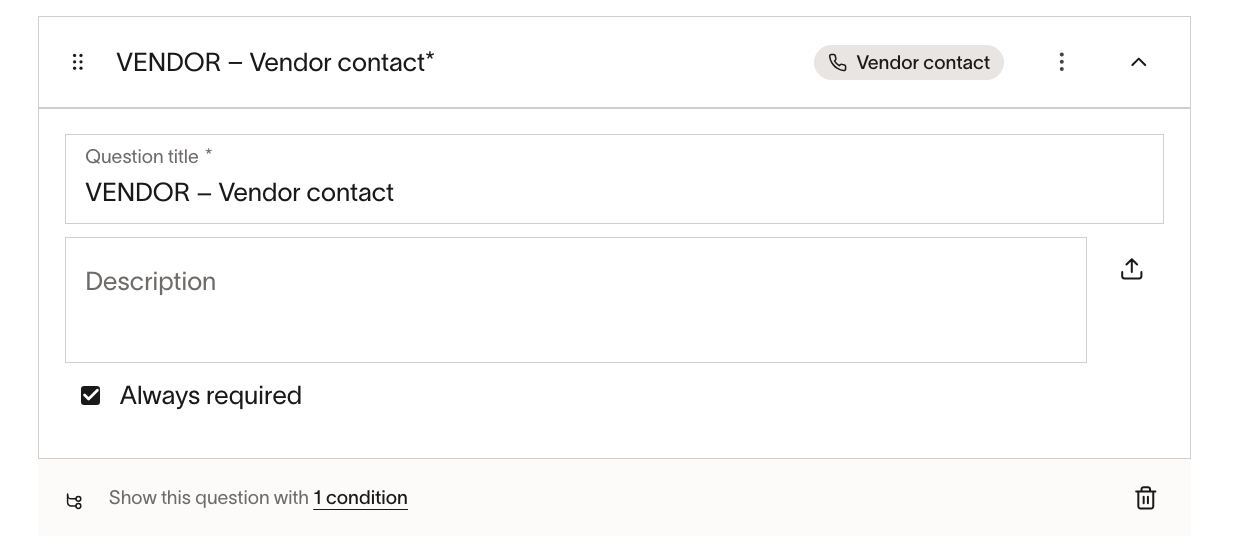 VENDOR – Vendor contact*
Vendor contact
Question title *
VENDOR – Vendor contact
Description
Always required
Show this question with 1 condition